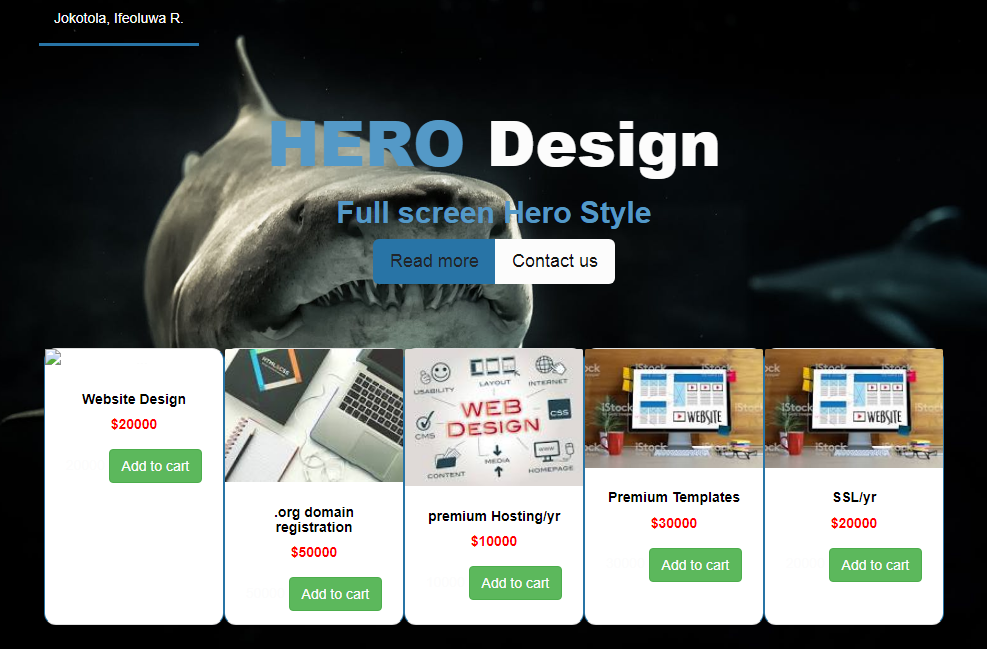 Jokotola, Ifeoluwa R.
HERO Design
Full screen Hero Style
Read more
Contact us
Website Design
$20000
Add to cart
HTML5CSS
.org domain
registration
$50000
Add to cart
USABILITY
LAYOUT
INTERNET
WEB
DESIGN
CSS
CMS
CONTENT
MEDIA
WWW
HOMEPAGE
premium Hosting/yr
$10000
Add to cart
iStock
WEBSITE
Premium Templates
$30000
Add to cart
iStock
WEBSITE
SSL/yr
$20000
Add to cart